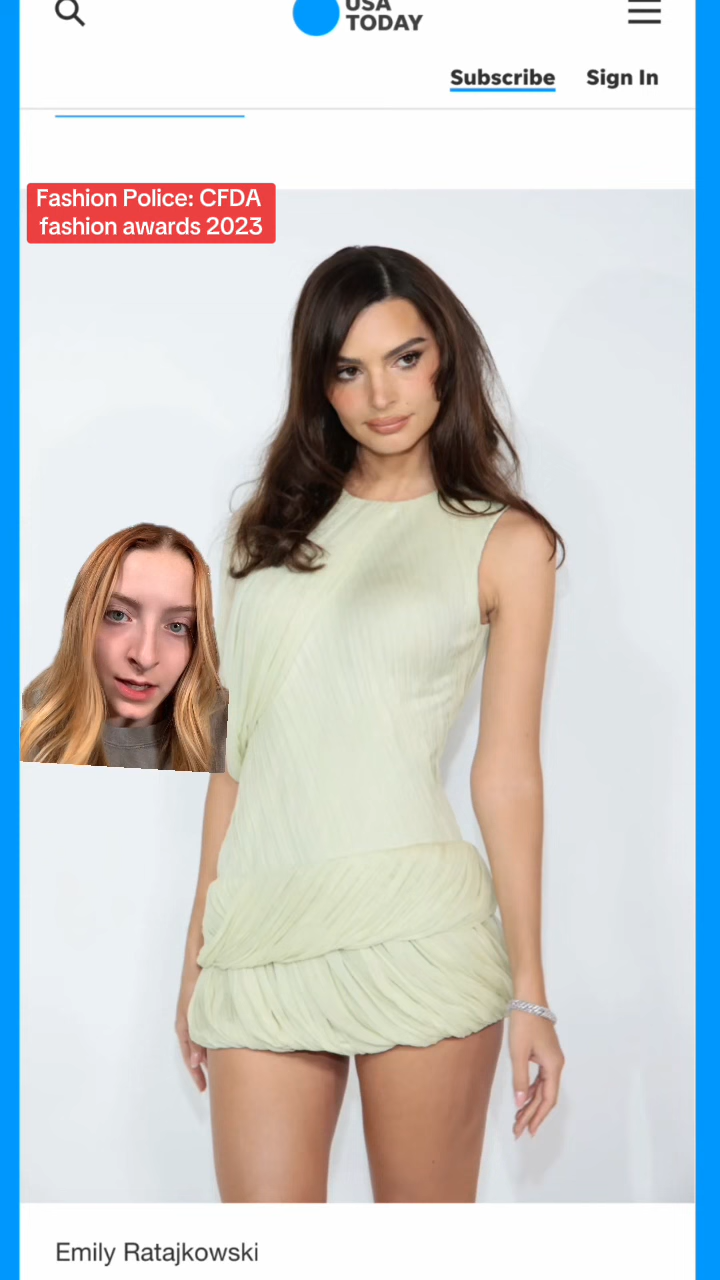 USA
TODAY
Subscribe Sign In
Fashion Police: CFDA
fashion awards 2023
Emily Ratajkowski